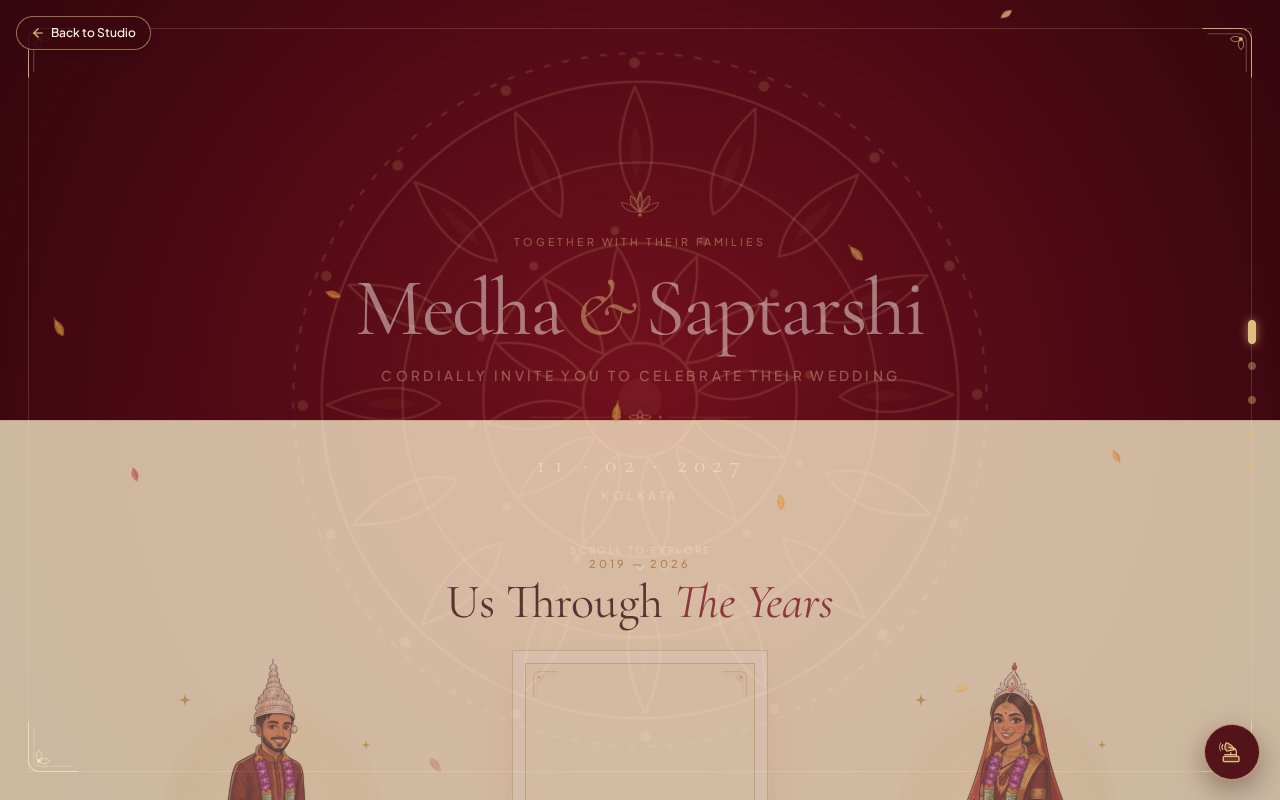 Back to Studio
TOGETHER WITH THEIR FAMILIES
Medha & Saptarshi
CORDIALLY INVITE YOU TO CELEBRATE THEIR WEDDING
11 · 02 · 2027
KOLKATA
SCROLL TO EXPLORE
2019 — 2026
Us Through The Years